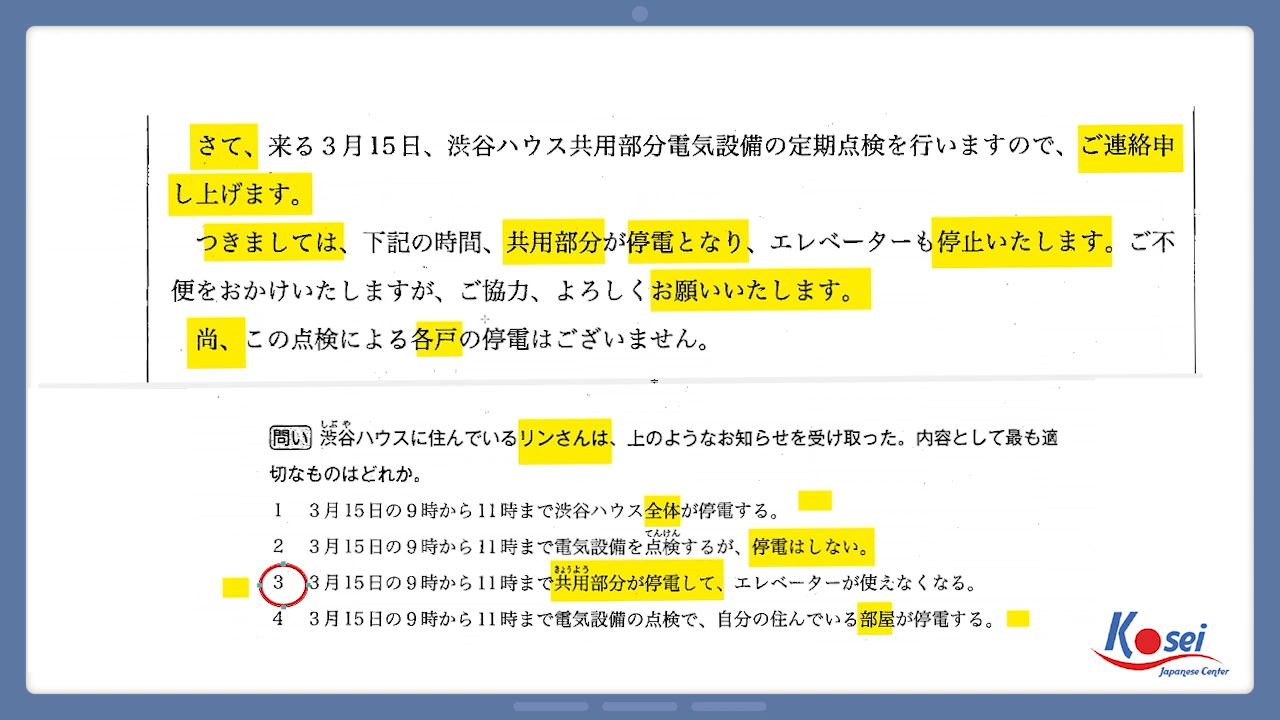 さて、来る３月15日、渋谷ハウス共用部分電気設備の定期点検を行いますので、ご連絡申
し上げます。
つきましては、下記の時間、共用部分が停電となり、エレベーターも停止いたします。ご不
便をおかけいたしますが、ご協力、よろしくお願いいたします。
尚、この点検による各戸の停電はございません。
問い 渋谷ハウスに住んでいるリンさんは、上のようなお知らせを受け取った。内容として最も適
しぶや
切なものはどれか。
1 ３月15日の９時から11時まで渋谷ハウス全体が停電する。
2 ３月15日の９時から11時まで電気設備を点検するが、停電はしない。
てんけん
3 ３月15日の９時から11時まで共用部分が停電して、エレベーターが使えなくなる。
きょうよう
4 ３月15日の９時から11時まで電気設備の点検で、自分の住んでいる部屋が停電する。
Kosei
Japanese Center